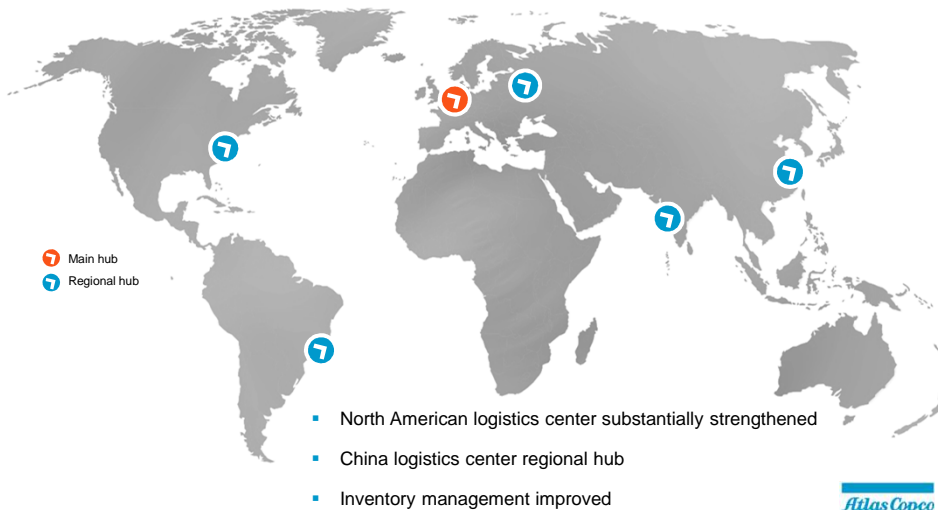 Main hub
Regional hub
North American logistics center substantially strengthened
China logistics center regional hub
Inventory management improved
Atlas Copco